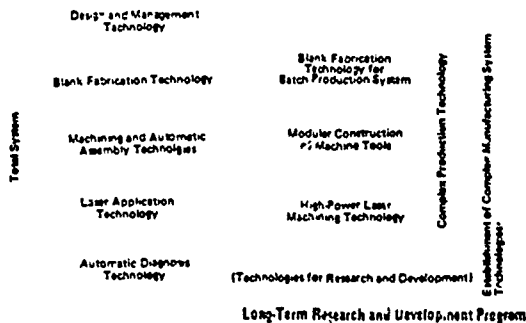 Design and Management
Technology
Blank Fabrication Technology
Machining and Automatic
Assembly Technolgies
Laser Application
Technology
Automatic Diagnosis
Technology
Total System
Blank Fabrication
Technology for
Batch Production System
Moduler Construction
of Machine Tools
High-Power Laser
Machining Technology
(Technologies for Research and Development)
Complex Production Technology
Establishment of Complex Manufacturing System
Technologies
Long-Term Research and Development Program